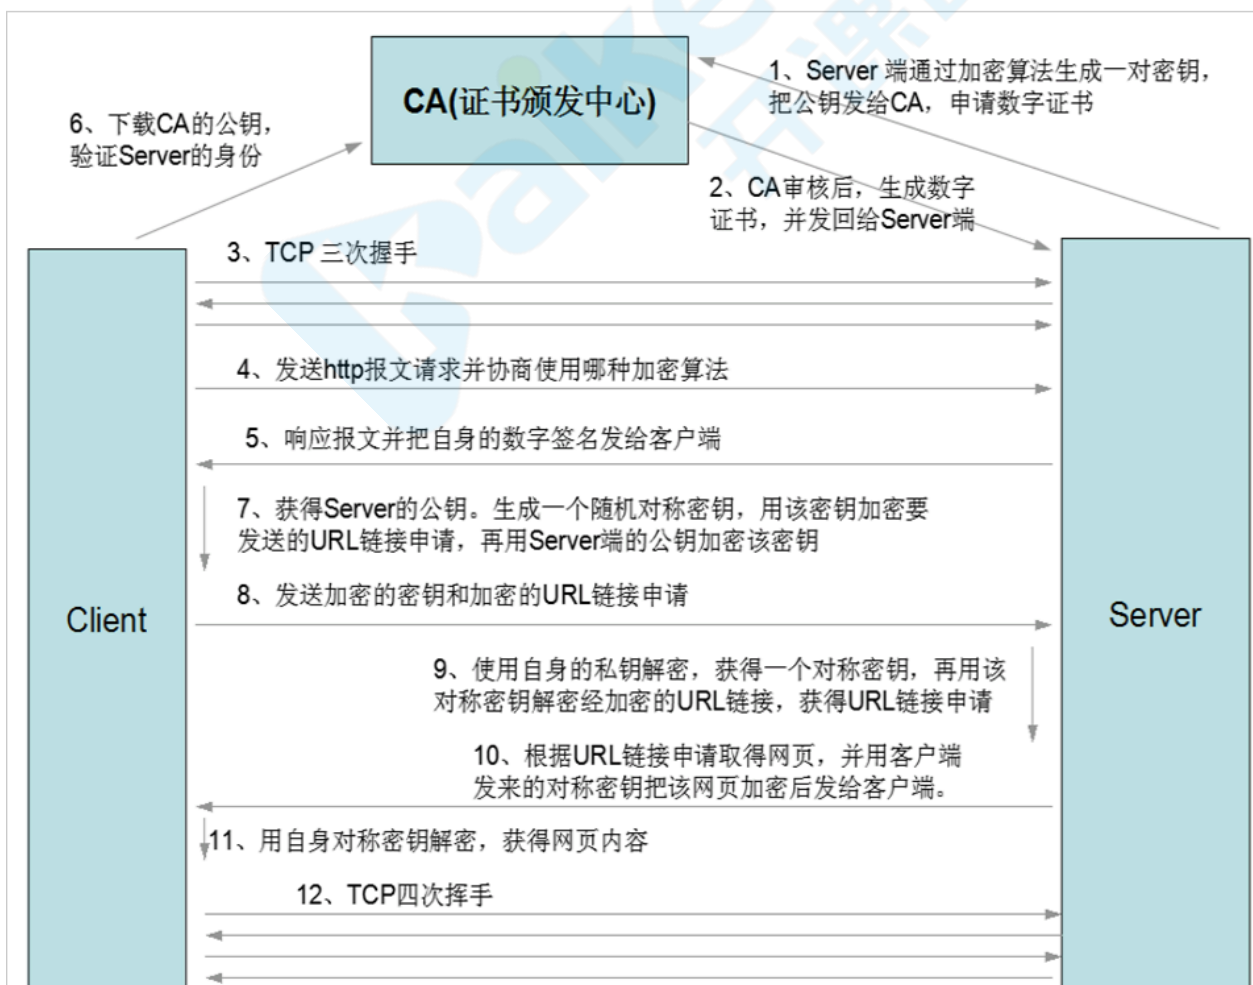 CA(证书颁发中心)
1、Server 端通过加密算法生成一对密钥，
把公钥发给CA，申请数字证书
6、下载CA的公钥，
验证Server的身份
2、CA审核后，生成数字
证书，并发回给Server端
3、TCP 三次握手
4、发送http报文请求并协商使用哪种加密算法
5、响应报文并把自身的数字签名发给客户端
7、获得Server的公钥。生成一个随机对称密钥，用该密钥加密要
发送的URL链接申请，再用Server端的公钥加密该密钥
8、发送加密的密钥和加密的URL链接申请
Client
Server
9、使用自身的私钥解密，获得一个对称密钥，再用该
对称密钥解密经加密的URL链接，获得URL链接申请
10、根据URL链接申请取得网页，并用客户端
发来的对称密钥把该网页加密后发给客户端。
11、用自身对称密钥解密，获得网页内容
12、TCP四次挥手